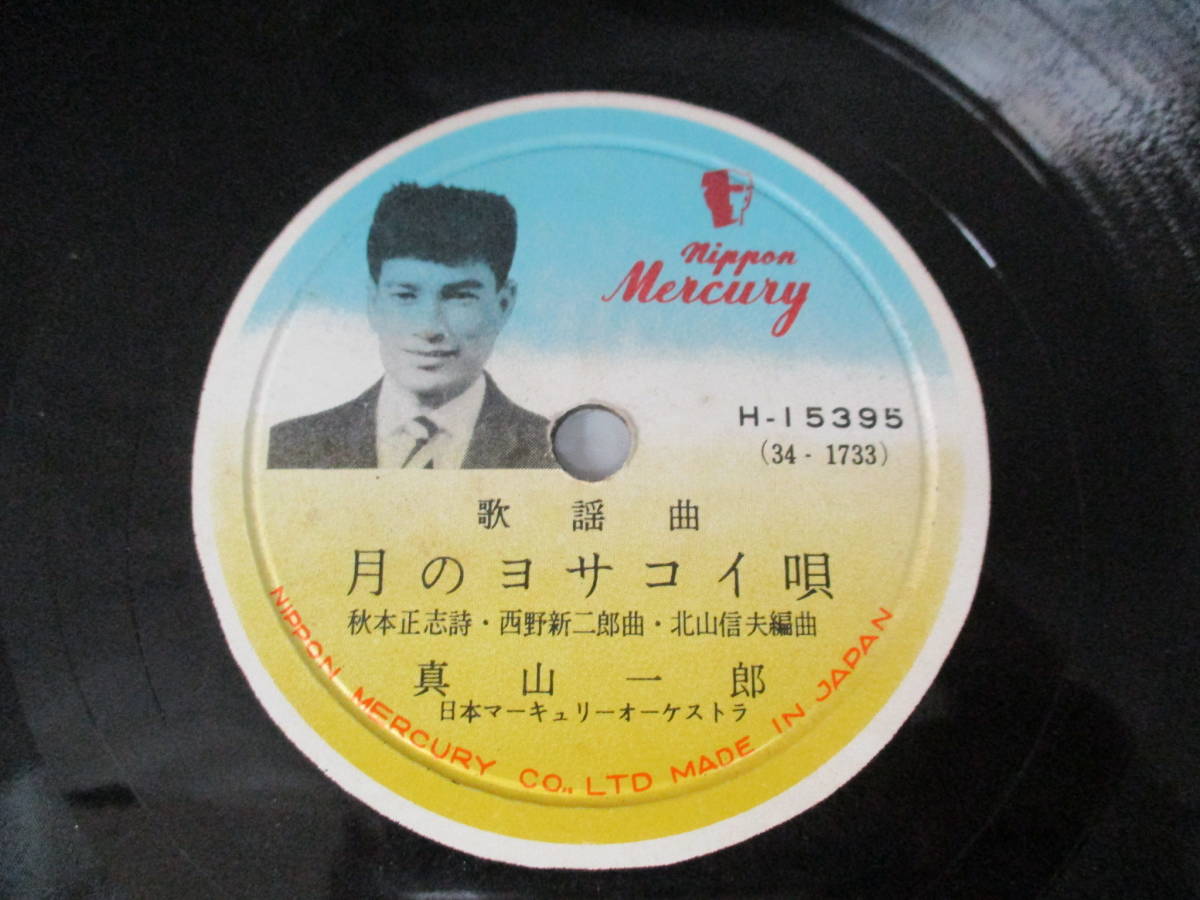 Nippon
Mercury
H-15395
(34 - 1733)
歌謡曲
月のヨサコイ唄
秋本正志詩・西野新二郎曲・北山信夫編曲
真山一郎
日本マーキュリーオーケストラ
NIPPON MERCURY CO., LTD MADE IN JAPAN